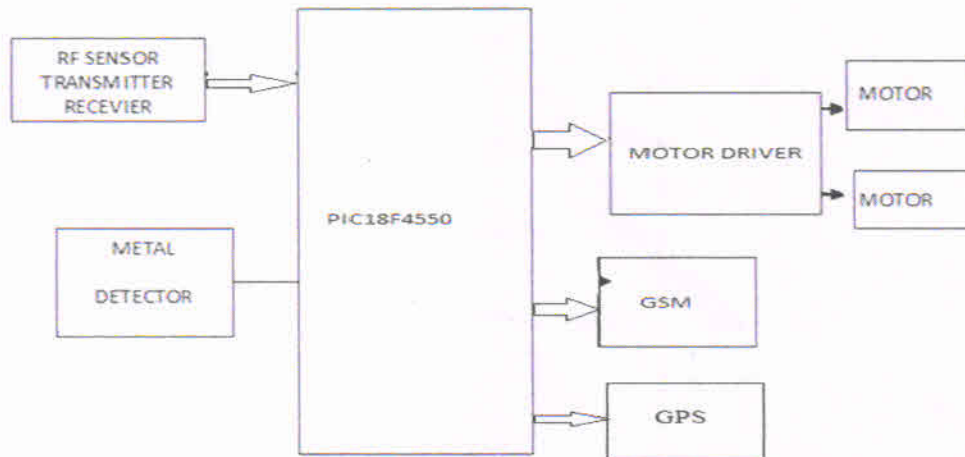 RF SENSOR
TRANSMITTER
RECEVIER
METAL
DETECTOR
PIC18F4550
MOTOR DRIVER
MOTOR
MOTOR
GSM
GPS